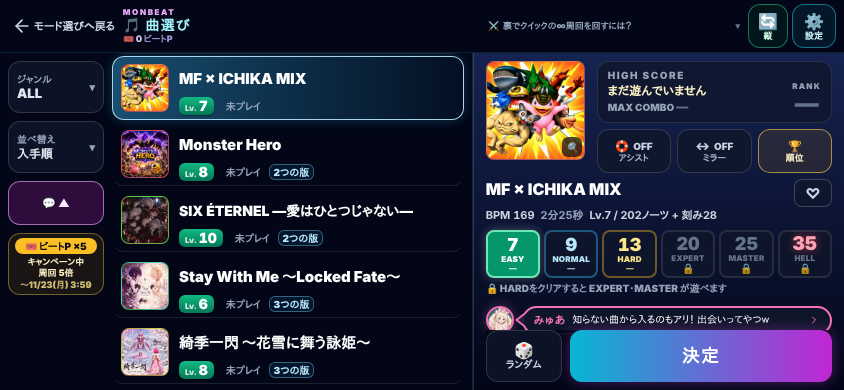 ← モード選びへ戻る
MONBEAT
🎵 曲選び
🎟️ 0 ビートP
⚔ 裏でクイックの∞周回を回すには? ▼
🔄 縦
⚙️ 設定
ジャンル
ALL ▼
並べ替え
入手順 ▼
💬 ▲
🎟️ ビートP ×5
キャンペーン中
周回 5倍
〜11/23(月) 3:59
MF × ICHIKA MIX
Lv. 7 未プレイ
Monster Hero
Lv. 8 未プレイ 2つの版
SIX ÉTERNEL —愛はひとつじゃない—
Lv. 10 未プレイ 2つの版
Stay With Me 〜Locked Fate〜
Lv. 6 未プレイ 3つの版
綺季一閃 〜花雪に舞う詠姫〜
Lv. 8 未プレイ 3つの版
HERO
HIGH SCORE
まだ遊んでいません
MAX COMBO —
RANK
—
🛟 OFF
アシスト
↔ OFF
ミラー
🏆
順位
MF × ICHIKA MIX
♡
BPM 169 2分25秒 Lv.7 / 202ノーツ + 刻み28
7 EASY —
9 NORMAL —
13 HARD —
20 EXPERT 🔒
25 MASTER 🔒
35 HELL 🔒
🔒 HARDをクリアすると EXPERT・MASTER が遊べます
みゅあ 知らない曲から入るのもアリ! 出会いってやつw
🎲
ランダム
決定